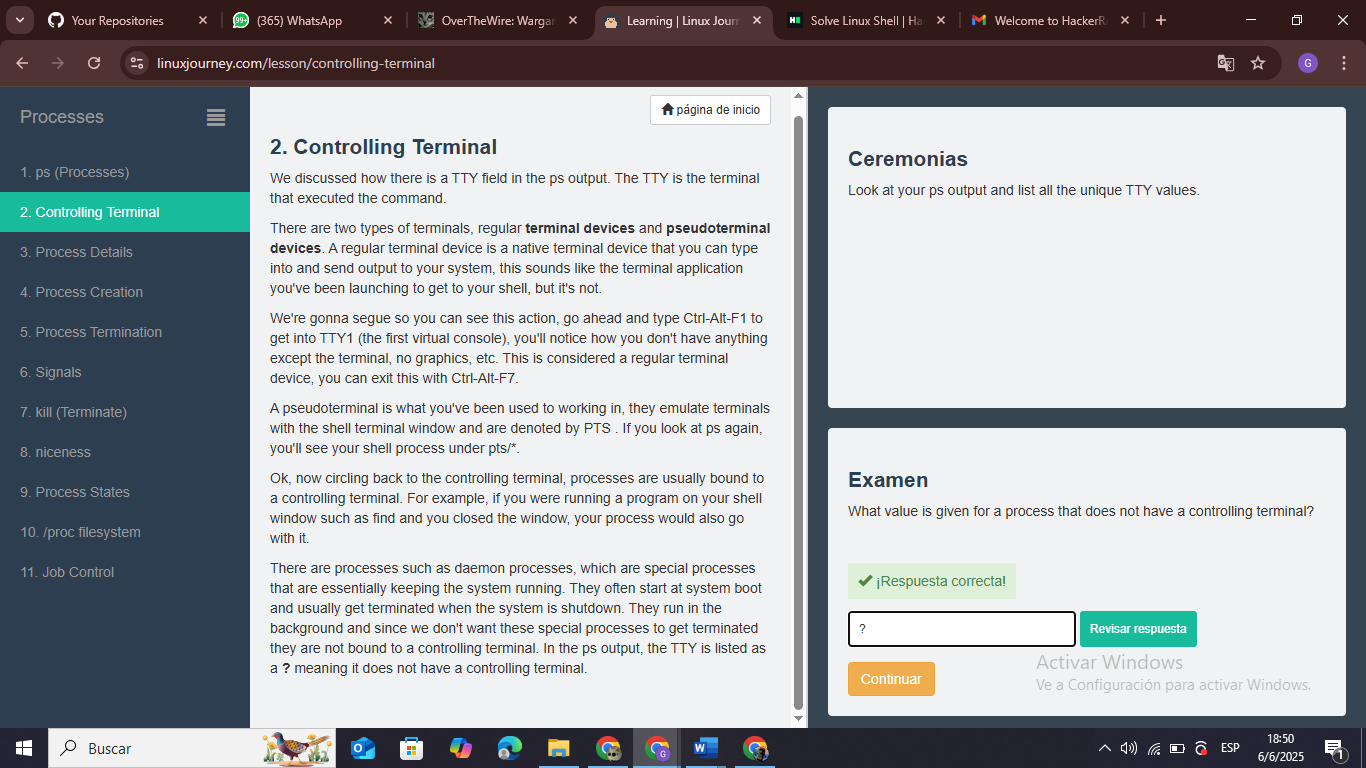 Your Repositories
(365) WhatsApp
OverTheWire: Wargar
Learning | Linux Journ
Solve Linux Shell | Ha
Welcome to HackerRa
99+
linuxjourney.com/lesson/controlling-terminal
G
Processes
1. ps (Processes)
2. Controlling Terminal
3. Process Details
4. Process Creation
5. Process Termination
6. Signals
7. kill (Terminate)
8. niceness
9. Process States
10. /proc filesystem
11. Job Control
página de inicio
2. Controlling Terminal
We discussed how there is a TTY field in the ps output. The TTY is the terminal
that executed the command.
There are two types of terminals, regular terminal devices and pseudoterminal
devices. A regular terminal device is a native terminal device that you can type
into and send output to your system, this sounds like the terminal application
you've been launching to get to your shell, but it's not.
We're gonna segue so you can see this action, go ahead and type Ctrl-Alt-F1 to
get into TTY1 (the first virtual console), you'll notice how you don't have anything
except the terminal, no graphics, etc. This is considered a regular terminal
device, you can exit this with Ctrl-Alt-F7.
A pseudoterminal is what you've been used to working in, they emulate terminals
with the shell terminal window and are denoted by PTS . If you look at ps again,
you'll see your shell process under pts/*.
Ok, now circling back to the controlling terminal, processes are usually bound to
a controlling terminal. For example, if you were running a program on your shell
window such as find and you closed the window, your process would also go
with it.
There are processes such as daemon processes, which are special processes
that are essentially keeping the system running. They often start at system boot
and usually get terminated when the system is shutdown. They run in the
background and since we don't want these special processes to get terminated
they are not bound to a controlling terminal. In the ps output, the TTY is listed as
a ? meaning it does not have a controlling terminal.
Ceremonias
Look at your ps output and list all the unique TTY values.
Examen
What value is given for a process that does not have a controlling terminal?
¡Respuesta correcta!
?
Revisar respuesta
Continuar
Activar Windows
Ve a Configuración para activar Windows.
Buscar
ESP
18:50
6/6/2025
1